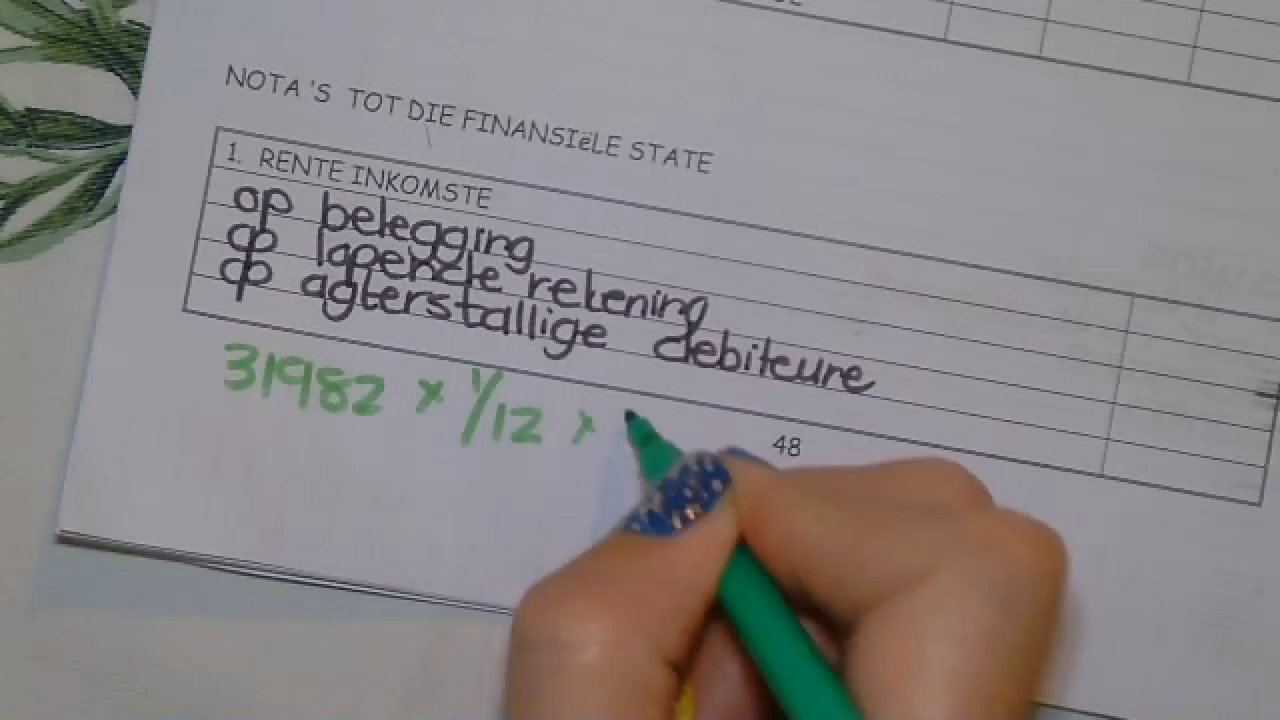 NOTA'S TOT DIE FINANSIëLE STATE
1. RENTE INKOMSTE
op belegging
op lopende rekening
op agterstallige debiteure
31982 × 1/12 ×
48